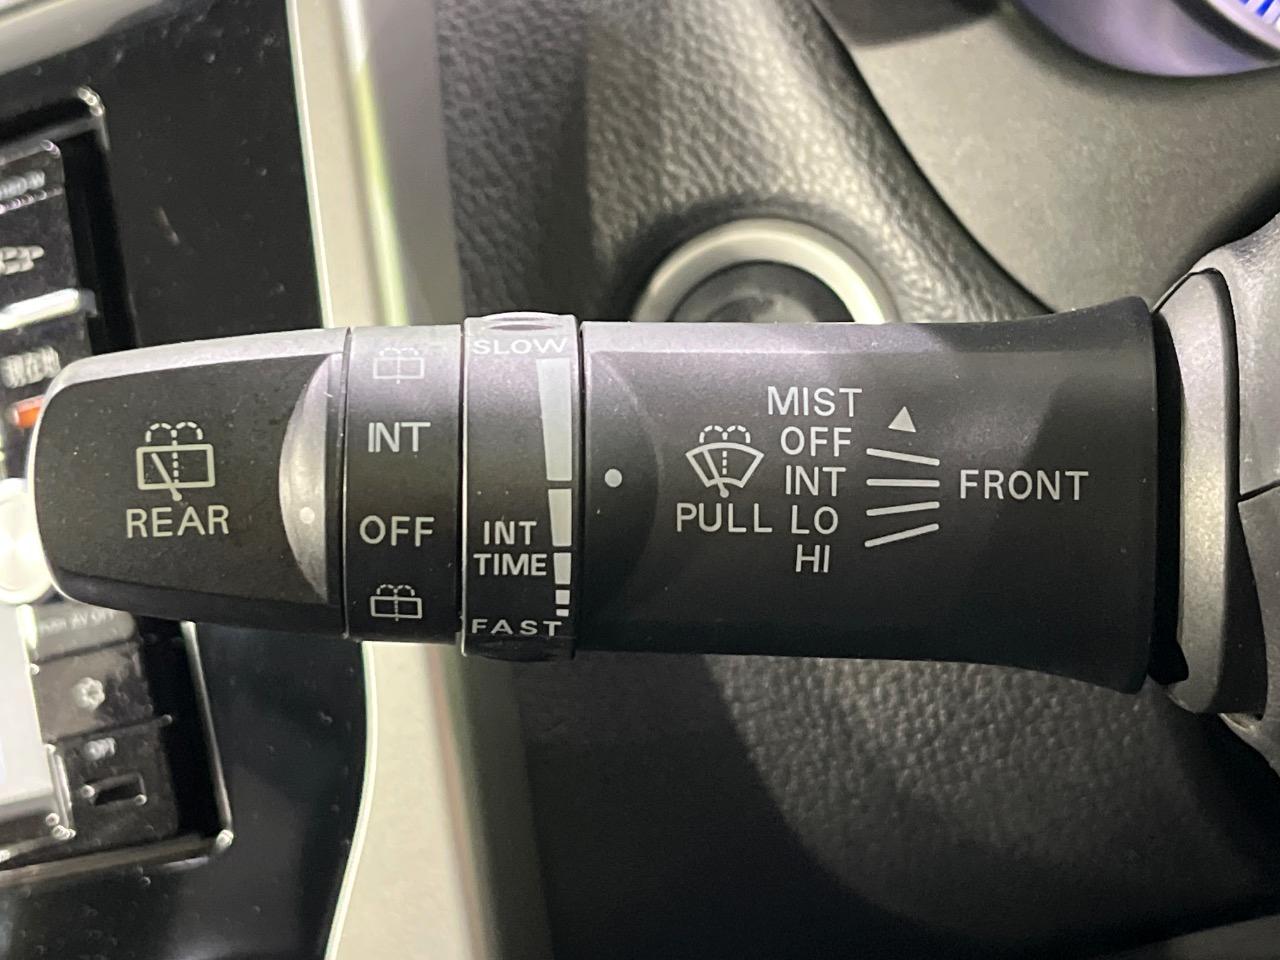 REAR
INT
OFF
SLOW
INT
TIME
FAST
PULL
MIST
OFF
INT
LO
HI
FRONT